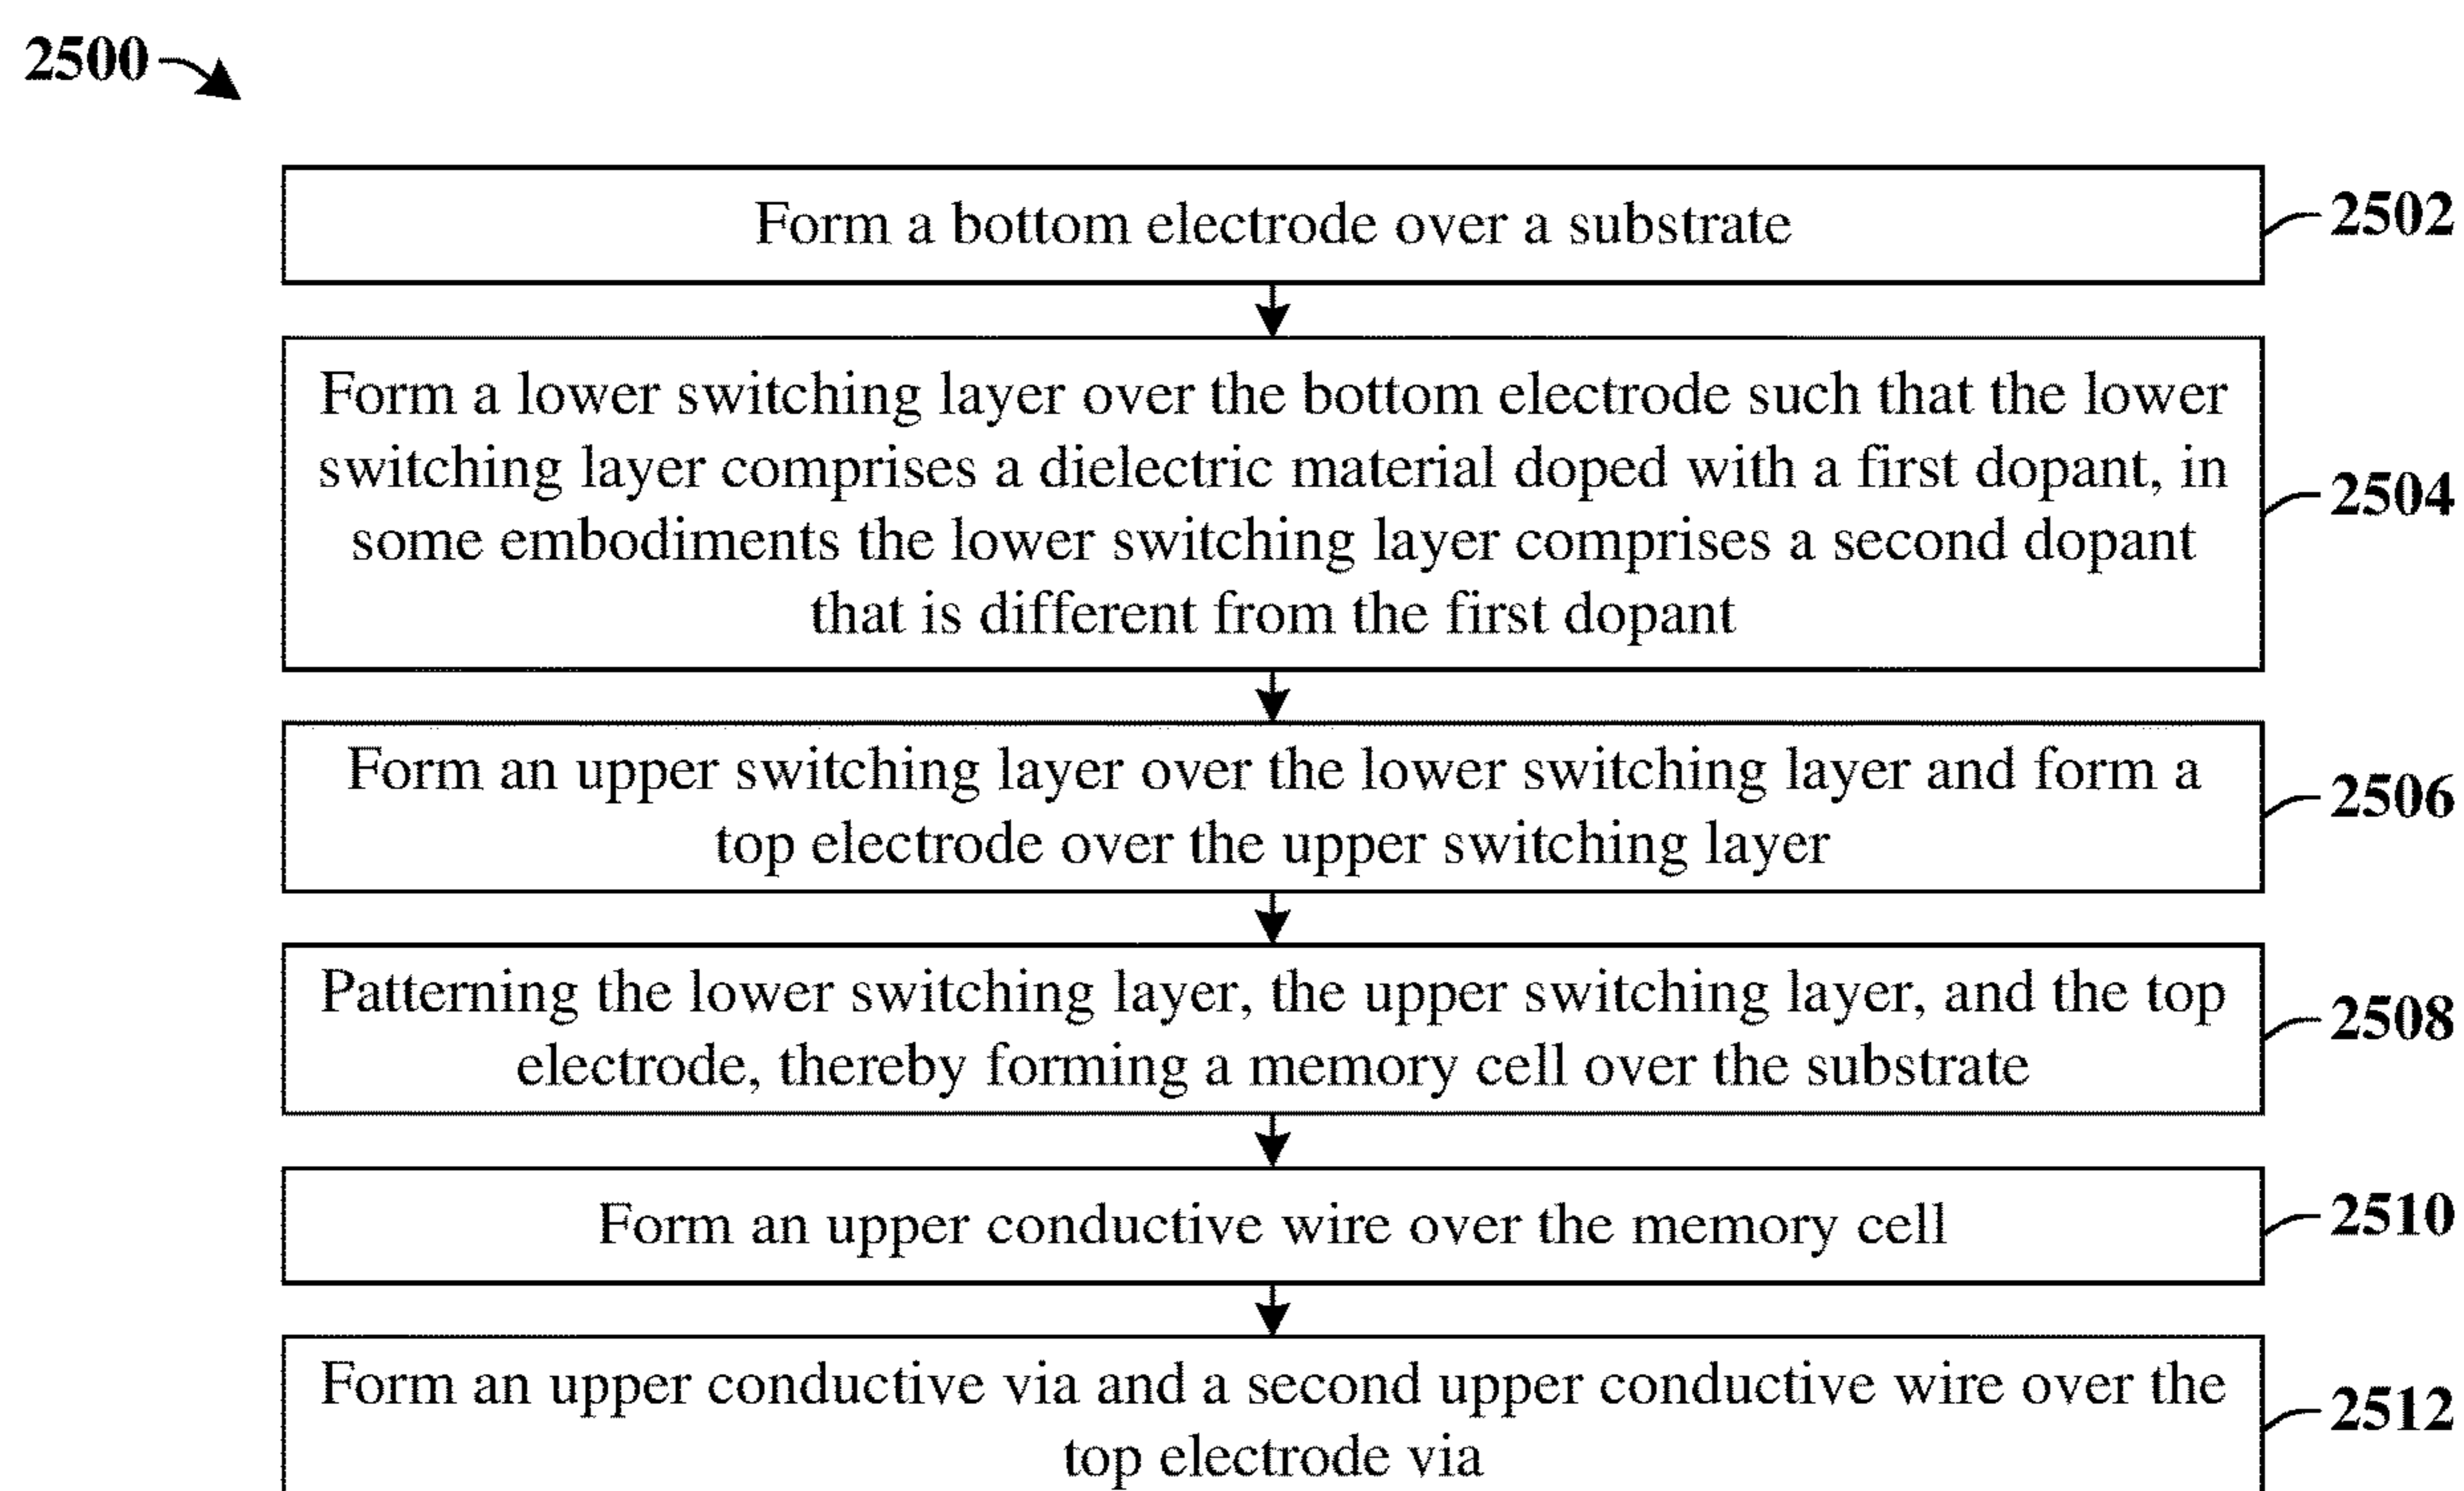 2500
Form a bottom electrode over a substrate
2502
Form a lower switching layer over the bottom electrode such that the lower
switching layer comprises a dielectric material doped with a first dopant, in
some embodiments the lower switching layer comprises a second dopant
that is different from the first dopant
2504
Form an upper switching layer over the lower switching layer and form a
top electrode over the upper switching layer
2506
Patterning the lower switching layer, the upper switching layer, and the top
electrode, thereby forming a memory cell over the substrate
2508
Form an upper conductive wire over the memory cell
2510
Form an upper conductive via and a second upper conductive wire over the
top electrode via
2512